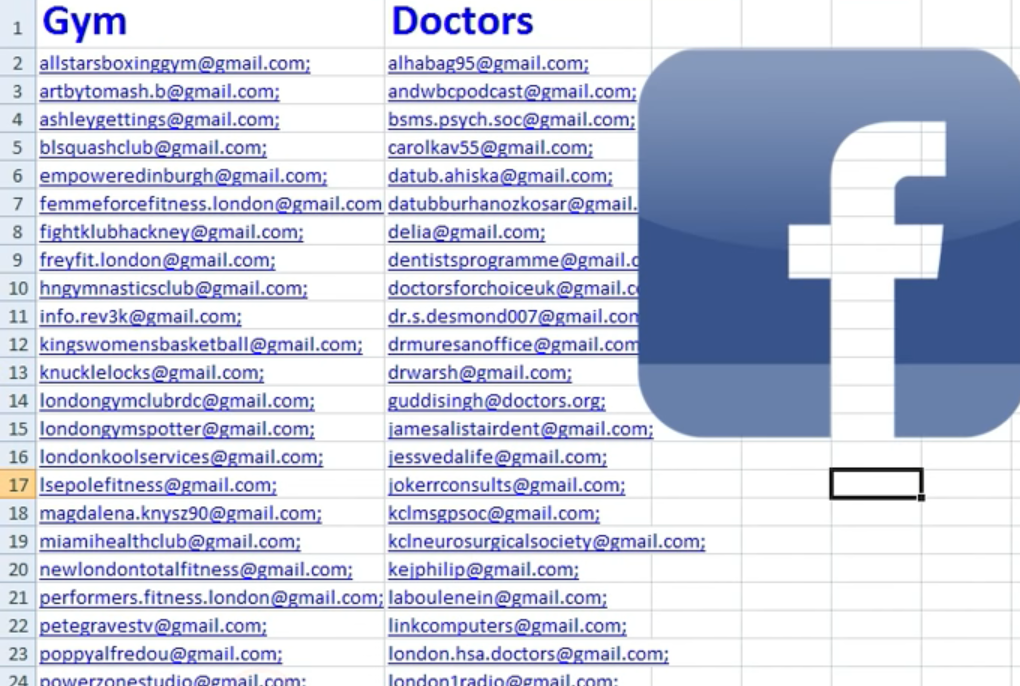 Gym Doctors
1
2 allstarsboxinggym@gmail.com; alhabag95@gmail.com;
3 artbytomash.b@gmail.com; andwbcpodcast@gmail.com;
4 ashleygettings@gmail.com; bsms.psych.soc@gmail.com;
5 blsquashclub@gmail.com; carolkav55@gmail.com;
6 empoweredinburgh@gmail.com; datub.ahiska@gmail.com;
7 femmeforcefitness.london@gmail.com datubburhanozkosar@gmail.
8 fightklubhackney@gmail.com; delia@gmail.com;
9 freyfit.london@gmail.com; dentistsprogramme@gmail.c
10 hngymnasticsclub@gmail.com; doctorsforchoiceuk@gmail.c
11 info.rev3k@gmail.com; dr.s.desmond007@gmail.com
12 kingswomensbasketball@gmail.com; drmuresanoffice@gmail.com
13 knucklelocks@gmail.com; drwarsh@gmail.com;
14 londongymclubrdc@gmail.com; guddisingh@doctors.org;
15 londongymspotter@gmail.com; jamesalistairdent@gmail.com;
16 londonkoolservices@gmail.com; jessvedalife@gmail.com;
17 lsepolefitness@gmail.com; jokerrconsults@gmail.com;
18 magdalena.knysz90@gmail.com; kclmsgpsoc@gmail.com;
19 miamihealthclub@gmail.com; kclneurosurgicalsociety@gmail.com;
20 newlondontotalfitness@gmail.com; kejphilip@gmail.com;
21 performers.fitness.london@gmail.com; laboulenein@gmail.com;
22 petegravestv@gmail.com; linkcomputers@gmail.com;
23 poppyalfredou@gmail.com; london.hsa.doctors@gmail.com;
24 powerzonestudio@gmail.com; london1radio@gmail.com;
f